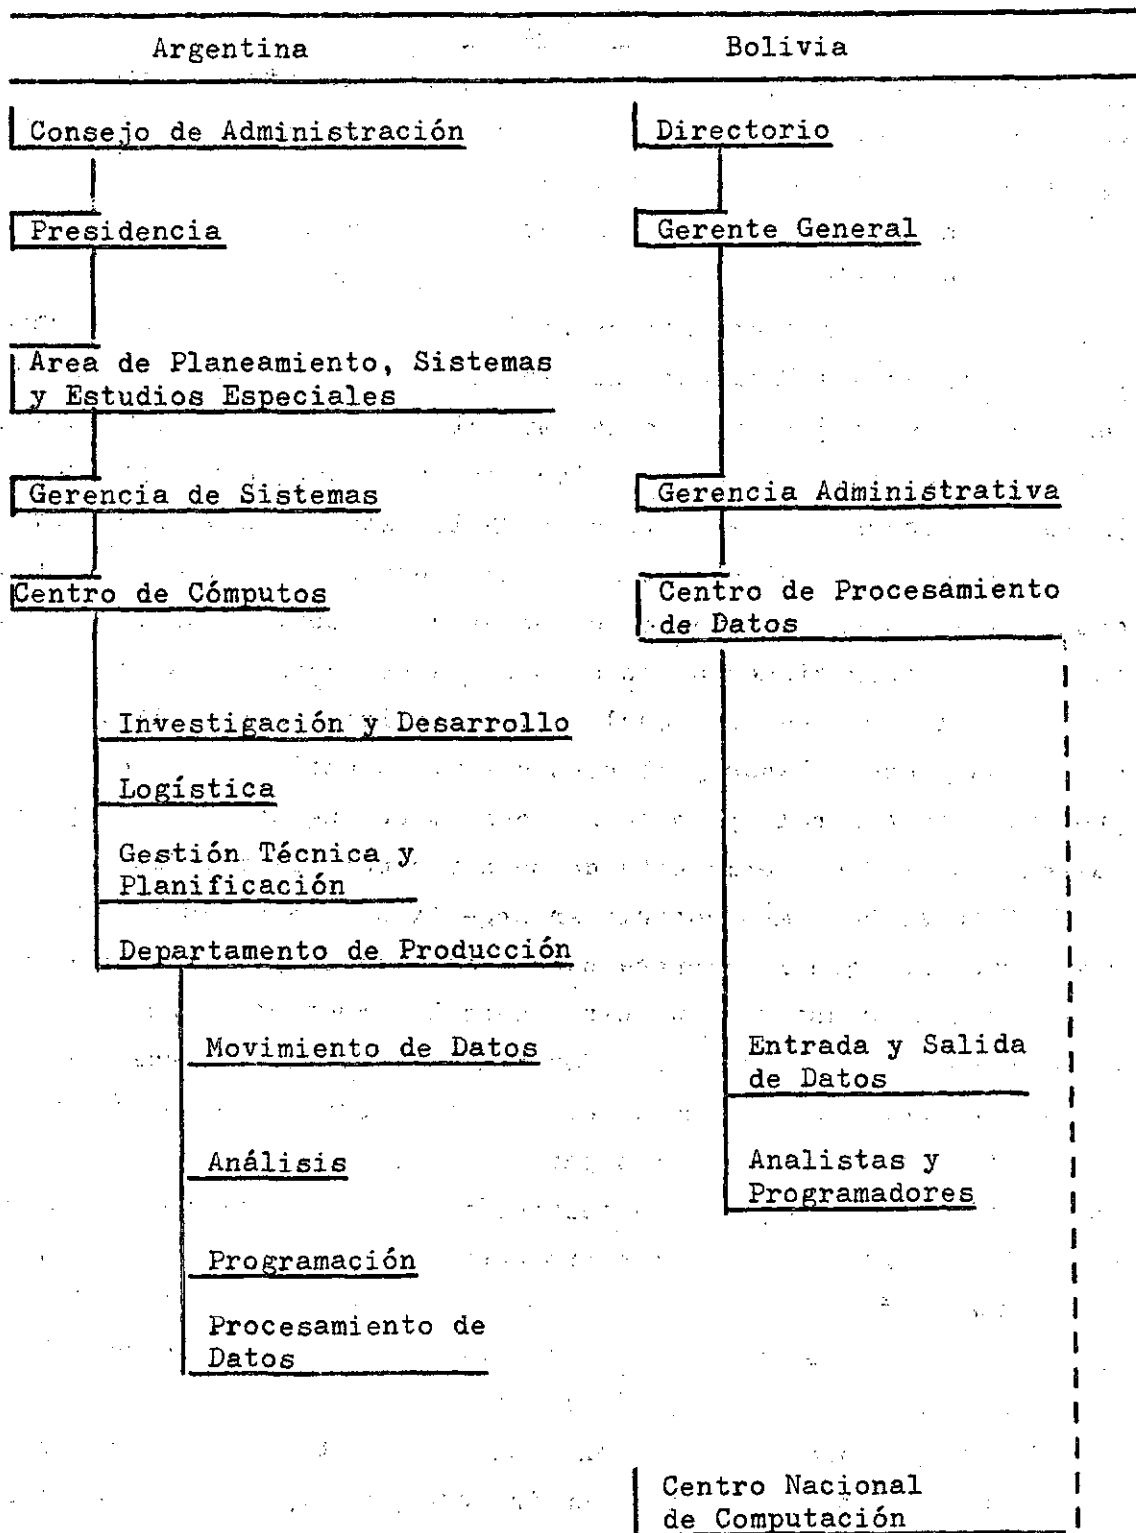 Argentina
Bolívia
Consejo de Administración
Presidencia
Area de Planeamiento, Sistemas
y Estudios Especiales
Gerencia de Sistemas
Centro de Cómputos
Investigación y Desarrollo
Logística
Gestión Técnica y
Planificación
Departamento de Producción
Movimiento de Datos
Análisis
Programación
Procesamiento de
Datos
Directorio
Gerente General
Gerencia Administrativa
Centro de Procesamiento
de Datos
Entrada y Salida
de Datos
Analistas y
Programadores
Centro Nacional
de Computación